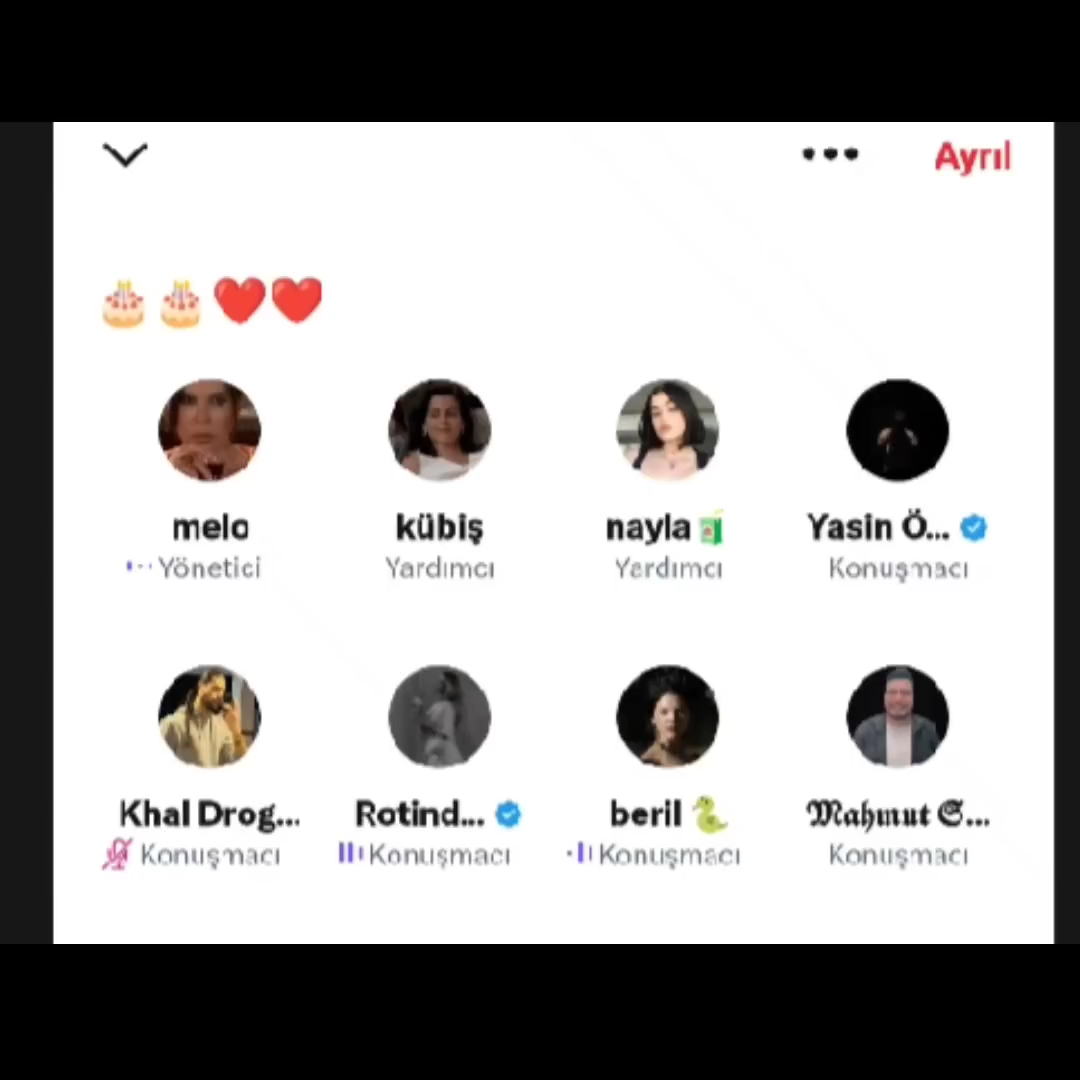 Ayrıl
🎂🎂❤️❤️
melo kübiş nayla🧃 Yasin Ö...
Yönetici Yardımcı Yardımcı Konuşmacı
Khal Drog... Rotind... beril 🐍 𝕸𝖆𝖍𝖒𝖚𝖙 𝕾...
Konuşmacı Konuşmacı Konuşmacı Konuşmacı